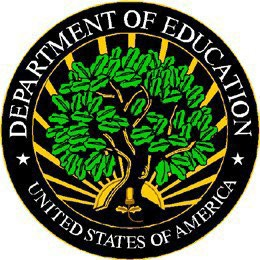 DEPARTMENT OF EDUCATION
UNITED STATES OF AMERICA